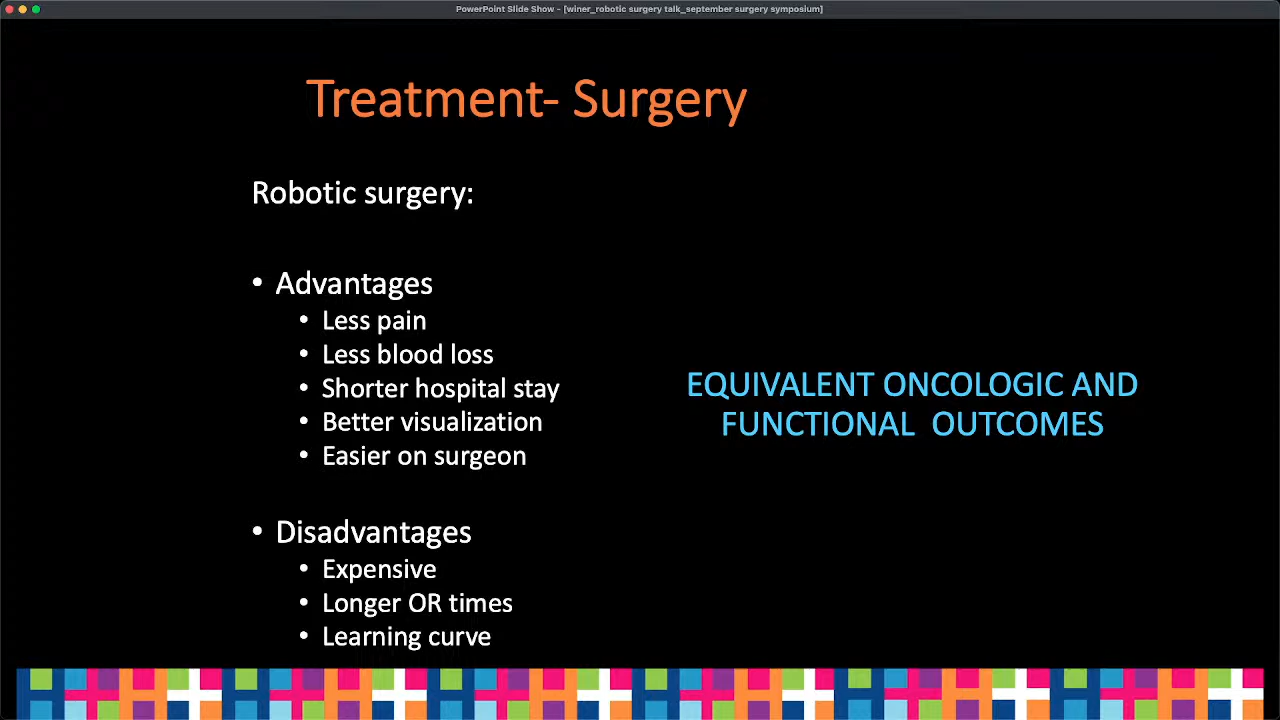 PowerPoint Slide Show - [winer_robotic surgery talk_september surgery symposium]
Treatment- Surgery
Robotic surgery:
• Advantages
• Less pain
• Less blood loss
• Shorter hospital stay
• Better visualization
• Easier on surgeon
EQUIVALENT ONCOLOGIC AND
FUNCTIONAL OUTCOMES
• Disadvantages
• Expensive
• Longer OR times
• Learning curve